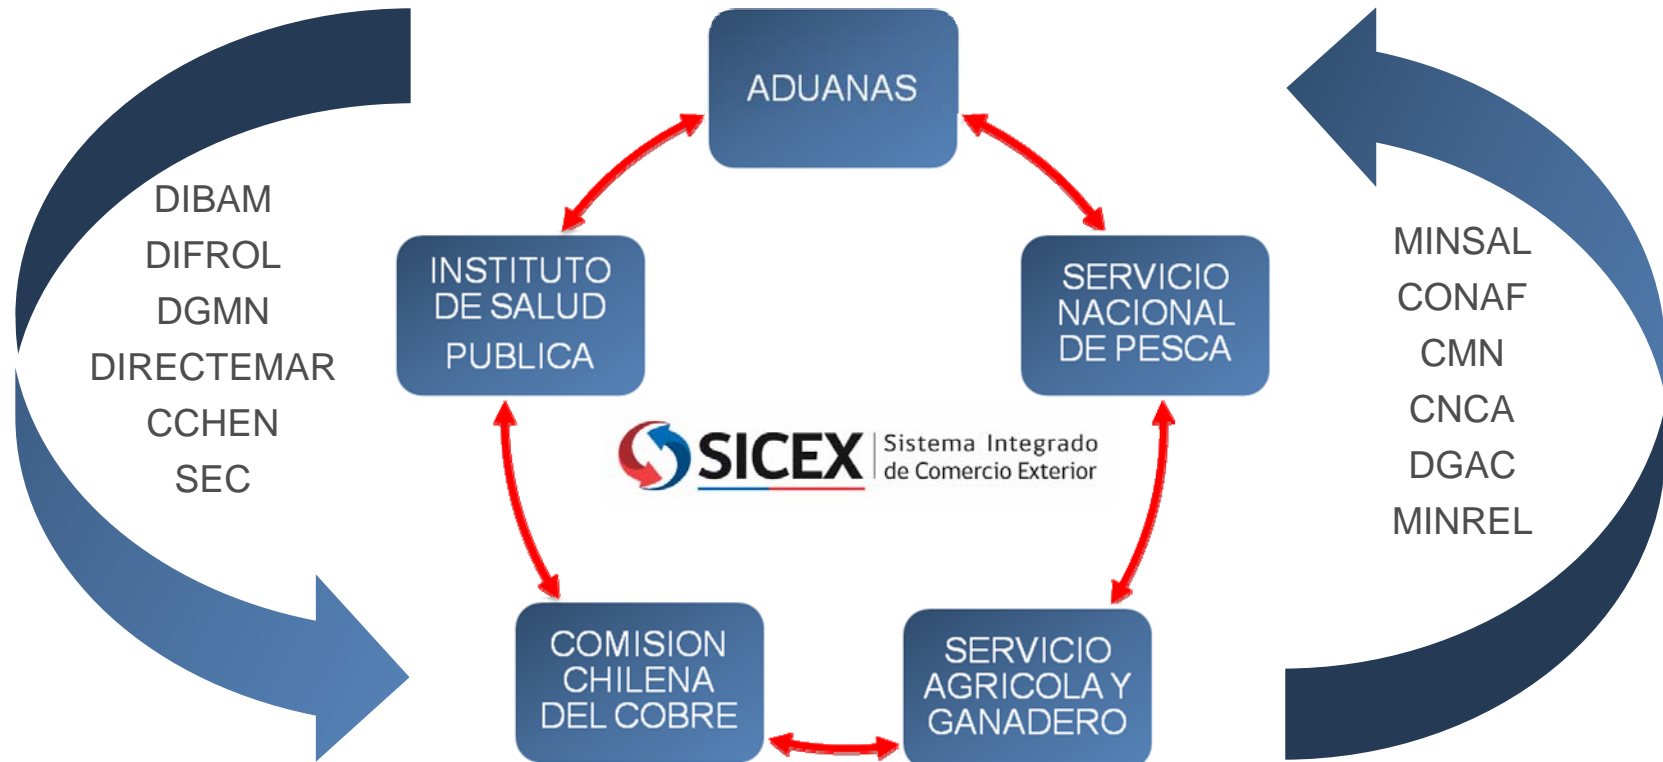 ADUANAS
DIBAM
DIFROL
DGMN
DIRECTEMAR
CCHEN
SEC
INSTITUTO
DE SALUD
PUBLICA
SERVICIO
NACIONAL
DE PESCA
MINSAL
CONAF
CMN
CNCA
DGAC
MINREL
SICEX
Sistema Integrado
de Comercio Exterior
COMISION
CHILENA
DEL COBRE
SERVICIO
AGRICOLA Y
GANADERO